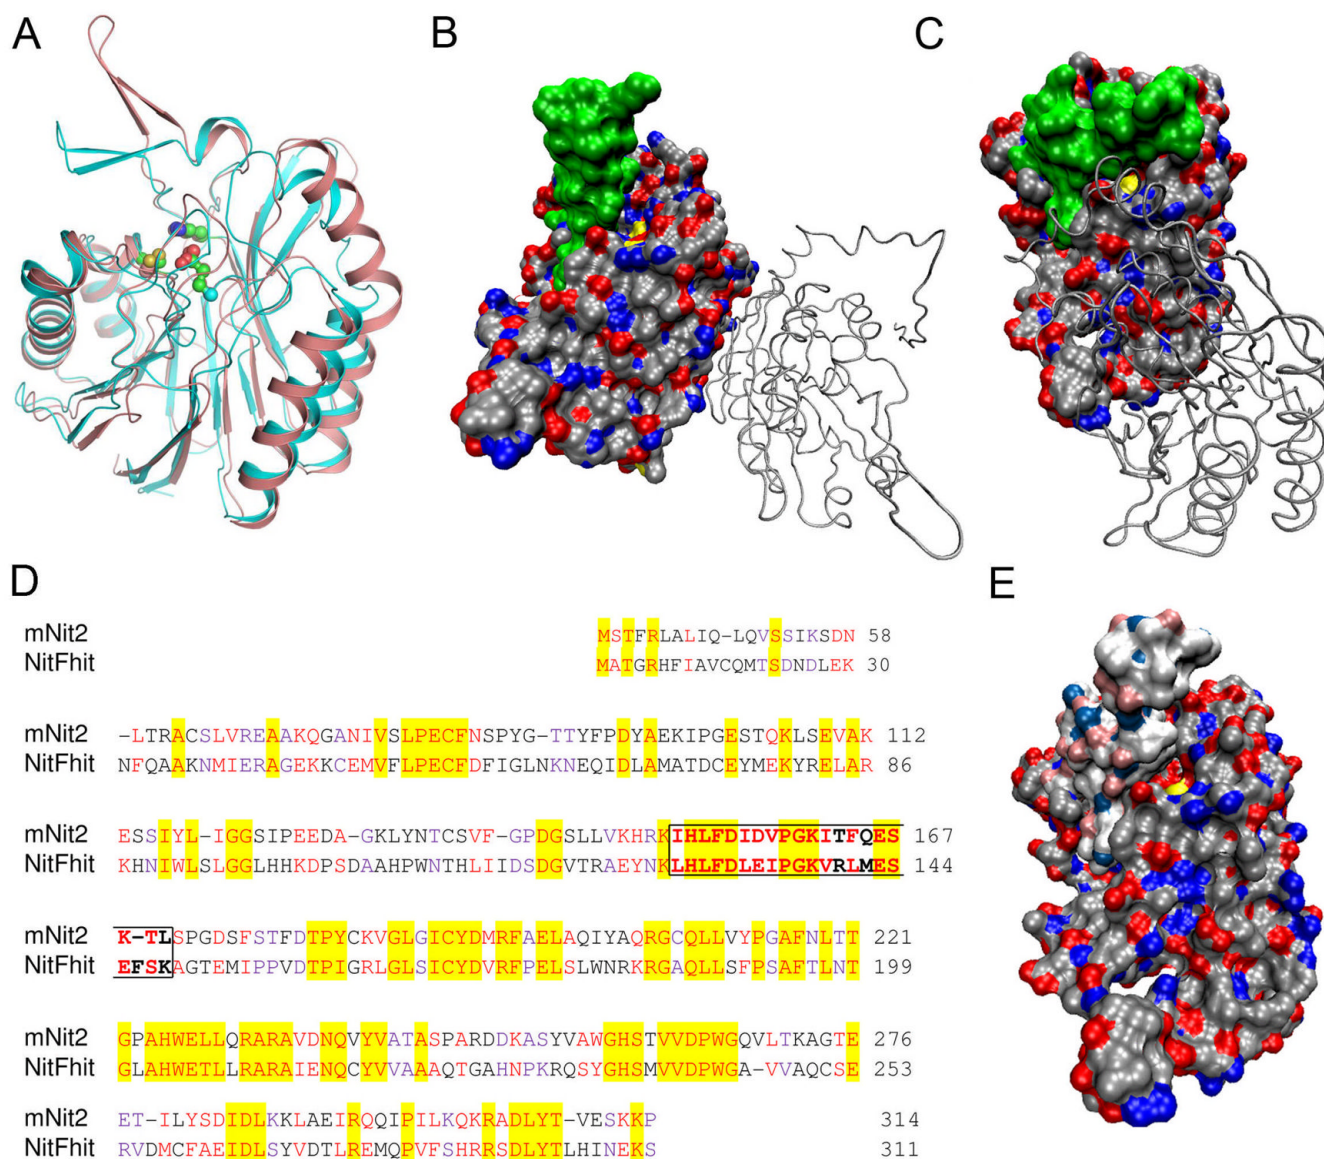 A
B
C
D
mNit2 MSTFRLALIQ-LQVSSIKSDN 58
NitFhit MATGRHFIAVCQMTSDNDLEK 30
mNit2 -LTRACSLVREAAKQGANIVSLPECFNSPYG-TTYFPDYAEKIPGESTQKLSEVAK 112
NitFhit NFQAAKNMIERAGEKKCEMVFLPECFDFIGLNKNEQIDLAMATDCEYMEKYRELAR 86
mNit2 ESSIYL-IGGSIPEEDA-GKLYNTCSVF-GPDGSLLVKHRKIHLFDIDVPGKITFQES 167
NitFhit KHNIWLSLGGLHHKDPSDAAHPWNTHLIIDSDGVTRAEYNKLHLFDLEIPGKVRLMES 144
mNit2 K-TLSPGDSFSTFDTPYCKVGLGICYDMRFAELAQIYAQRGCQLLVYPGAFNLTT 221
NitFhit EFSKAGTEMIPPVDTPIGRLGLSICYDVRFPELSLWNRKRGAQLLSFPSAFTLNT 199
mNit2 GPAHWELLQRARAVDNQVYVATASPARDDKASYVAWGHSTVVDPWGQVLTKAGTE 276
NitFhit GLAHWETLLRARAIENQCYVVAAAQTGAHNPKRQSYGHSMVVDPWGA-VVAQCSE 253
mNit2 ET-ILYSDIDLKKLAEIRQQIPILKQKRADLYT-VESKKP 314
NitFhit RVDMCFAEIDLSYVDTLREMQPVFSHRRSDLYTLHINEKS 311
E